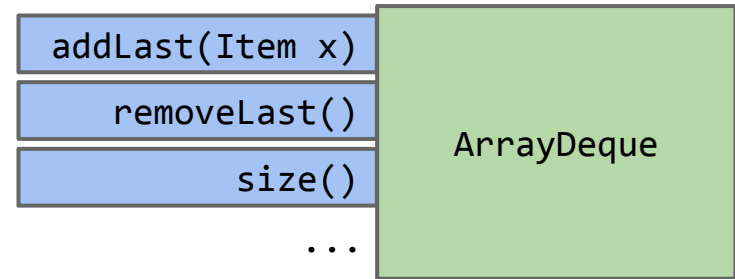 addLast(Item x)
removeLast()
ArrayDeque
size()
...